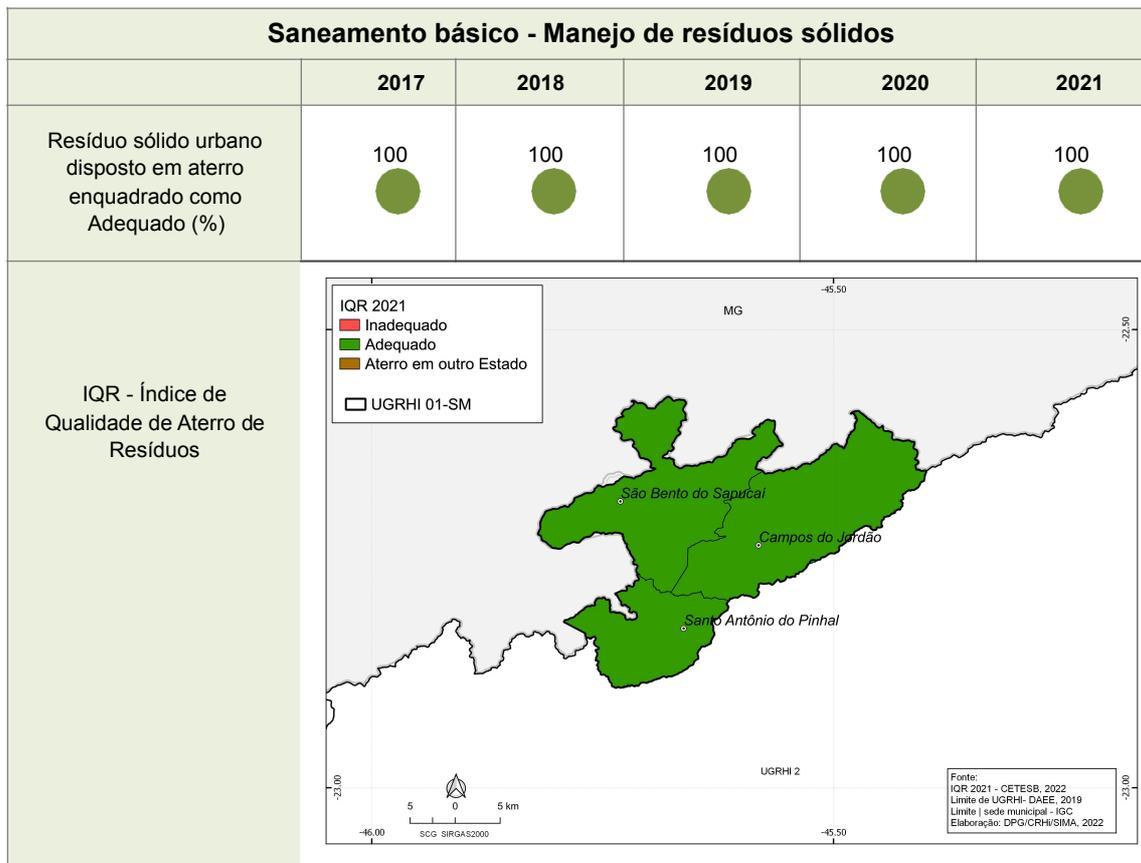 Saneamento básico - Manejo de resíduos sólidos
2017 2018 2019 2020 2021
Resíduo sólido urbano
disposto em aterro
enquadrado como
Adequado (%)
100 100 100 100 100
IQR - Índice de
Qualidade de Aterro de
Resíduos
IQR 2021
Inadequado
Adequado
Aterro em outro Estado
UGRHI 01-SM
-45.50
MG
-22.50
São Bento do Sapucaí
Campos do Jordão
Santo Antônio do Pinhal
UGRHI 2
-23.00
-23.00
5 0 5 km
SCG SIRGAS2000
-46.00
-45.50
Fonte:
IQR 2021 - CETESB, 2022
Limite de UGRHI- DAEE, 2019
Limite | sede municipal - IGC
Elaboração: DPG/CRHi/SIMA, 2022